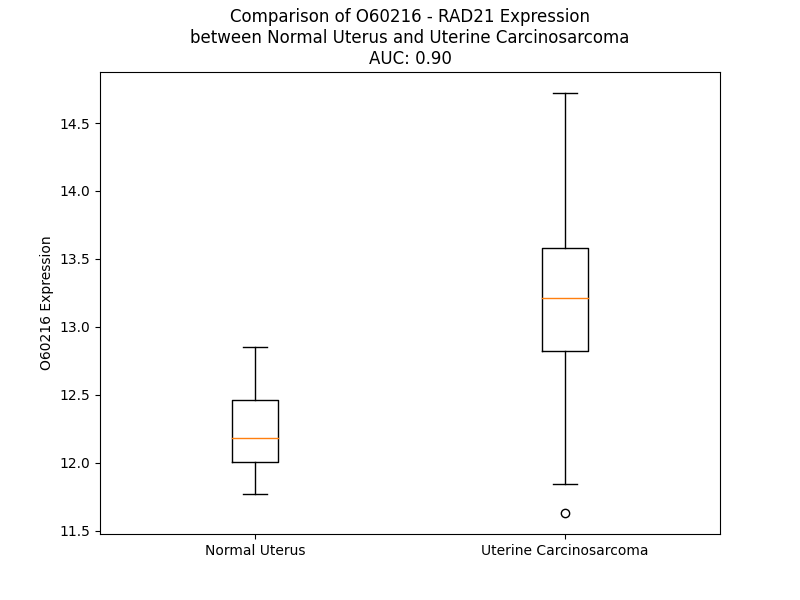 Comparison of O60216 - RAD21 Expression
between Normal Uterus and Uterine Carcinosarcoma
AUC: 0.90
14.5
14.0
13.5
13.0
12.5
12.0
11.5
O60216 Expression
Normal Uterus
Uterine Carcinosarcoma